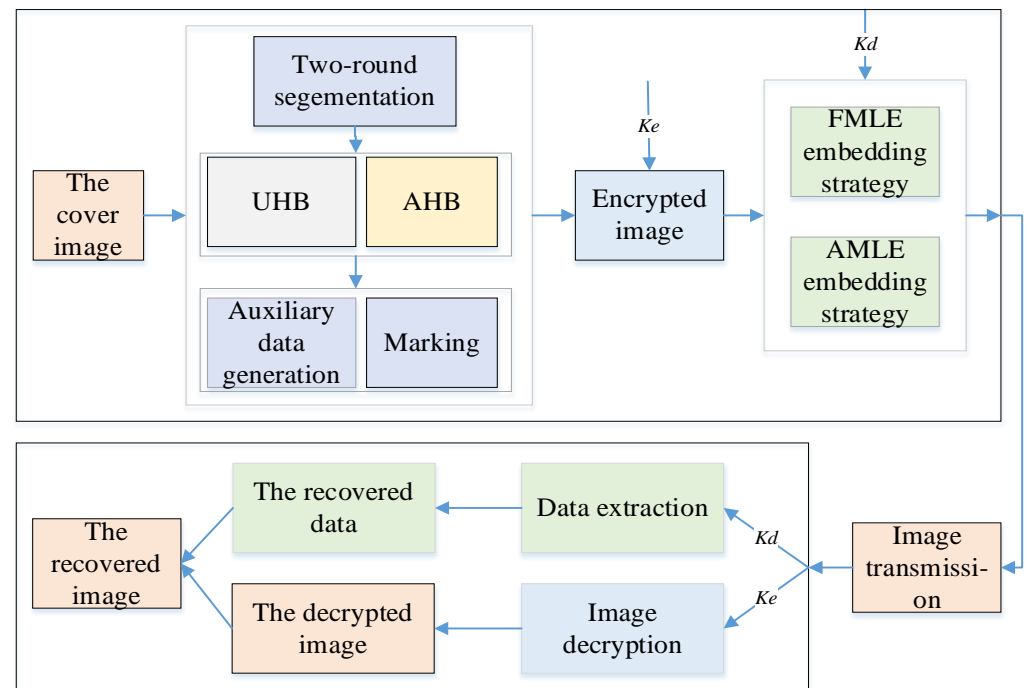 Kd
Two-round
segementation
Ke
FMLE
embedding
strategy
The
cover
image
UHB
AHB
Encrypted
image
AMLE
embedding
strategy
Auxiliary
data
generation
Marking
The recovered
data
Data extraction
Kd
The
recovered
image
Image
transmissi-
on
Ke
The decrypted
image
Image
decryption